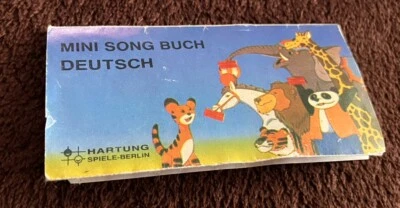 MINI SONG BUCH
DEUTSCH
HARTUNG
SPIELE-BERLIN